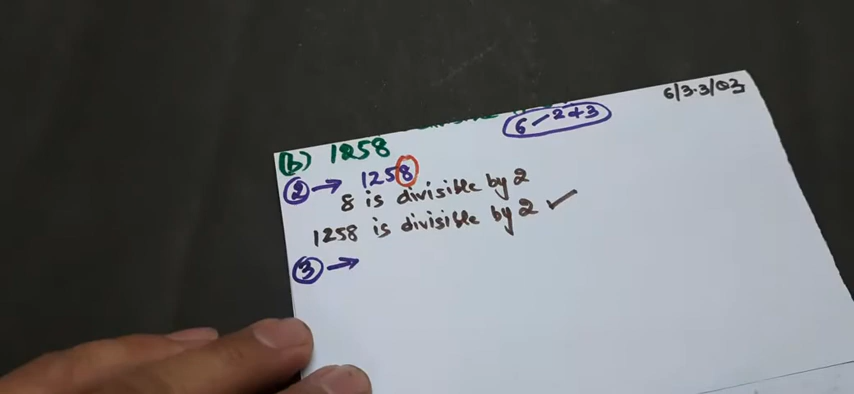 6/3.3/Q3
6 - 2+3
(b) 1258
2 → 1258
8 is divisible by 2
1258 is divisible by 2 ✓
3 →